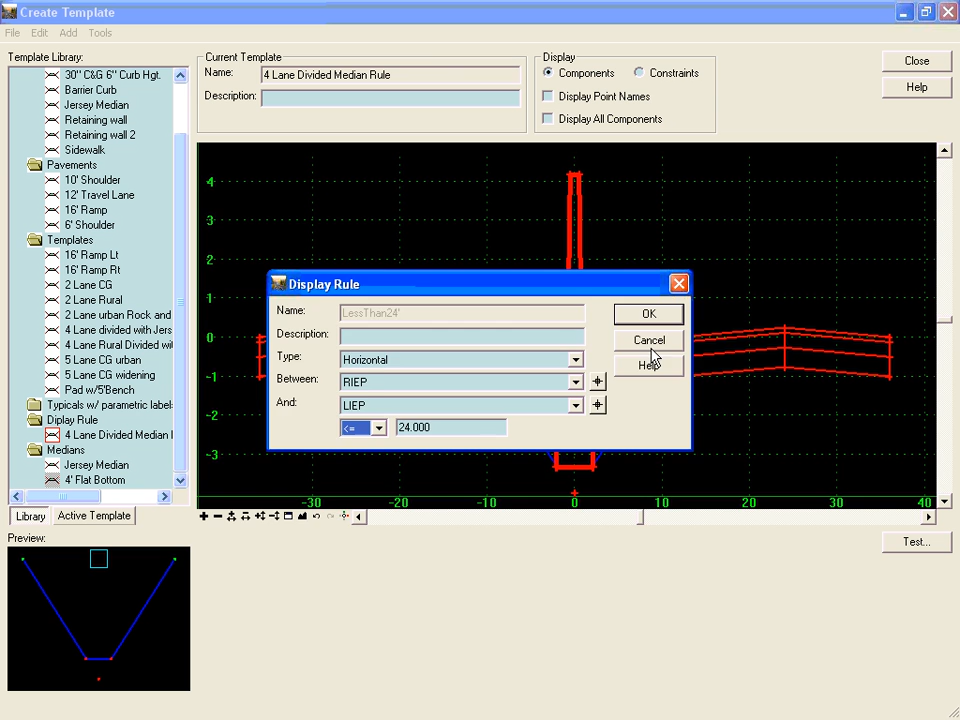 Create Template
File Edit Add Tools
Template Library:
30" C&G 6" Curb Hgt.
Barrier Curb
Jersey Median
Retaining wall
Retaining wall 2
Sidewalk
Pavements
10' Shoulder
12' Travel Lane
16' Ramp
6' Shoulder
Templates
16' Ramp Lt
16' Ramp Rt
2 Lane CG
2 Lane Rural
2 Lane urban Rock and
4 Lane divided with Jers
4 Lane Rural Divided wi
5 Lane CG urban
5 Lane CG widening
Pad w/5'Bench
Typicals w/ parametric label
Diplay Rule
4 Lane Divided Median
Medians
Jersey Median
4' Flat Bottom
Library
Active Template
Preview:
Current Template
Name:
4 Lane Divided Median Rule
Description:
Display
Components
Constraints
Display Point Names
Display All Components
Close
Help
4
3
2
1
0
-1
-2
-3
-30
-20
-10
0
10
20
30
40
Display Rule
Name:
LessThan24'
Description:
Type:
Horizontal
Between:
RIEP
And:
LIEP
<=
24.000
OK
Cancel
Help
Test...